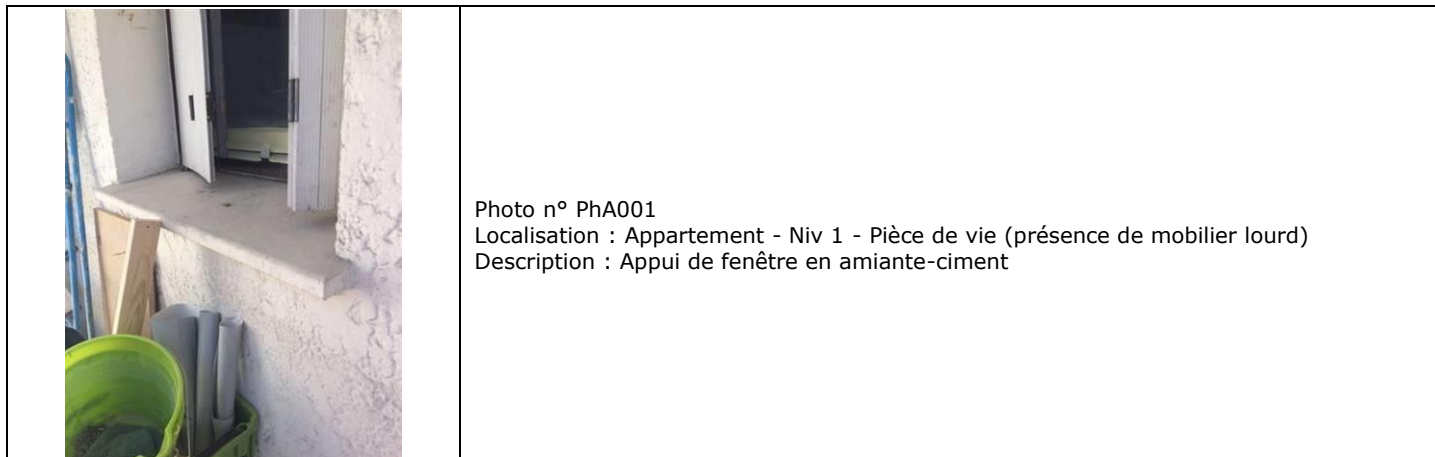 Photo n° PhA001
Localisation : Appartement - Niv 1 - Pièce de vie (présence de mobilier lourd)
Description : Appui de fenêtre en amiante-ciment